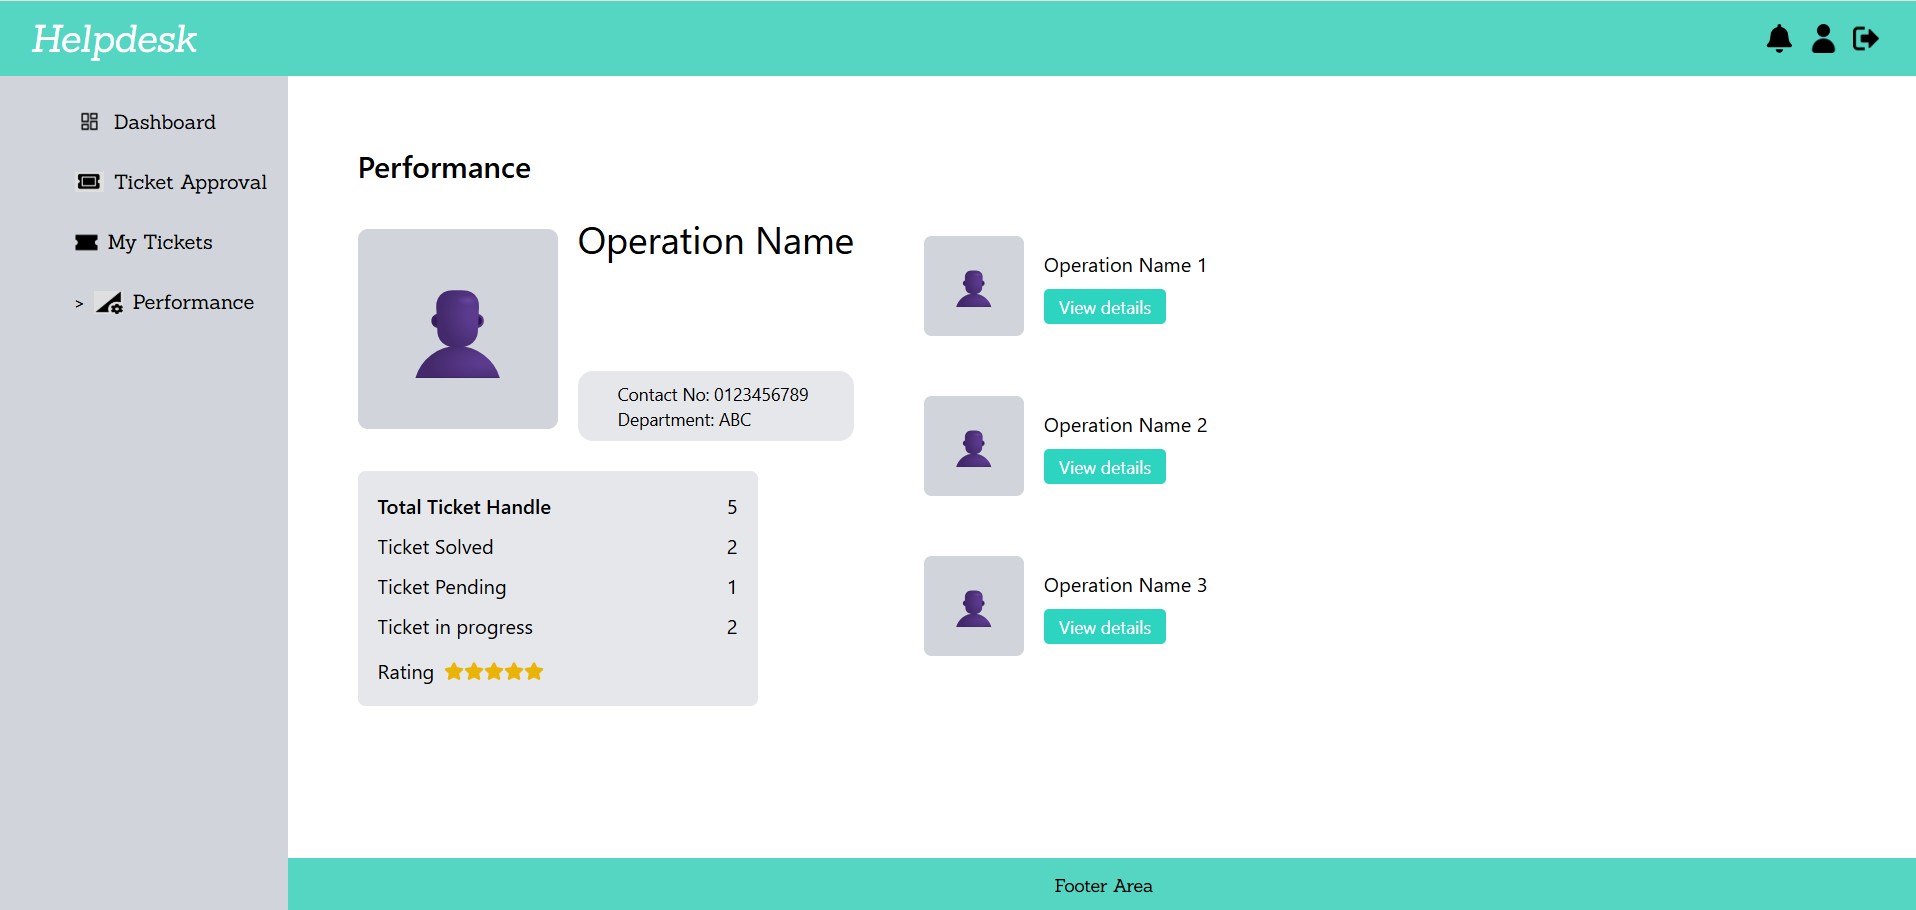 Helpdesk
Dashboard
Ticket Approval
My Tickets
> Performance
Performance
Operation Name
Contact No: 0123456789
Department: ABC
Total Ticket Handle 5
Ticket Solved 2
Ticket Pending 1
Ticket in progress 2
Rating
Operation Name 1
View details
Operation Name 2
View details
Operation Name 3
View details
Footer Area